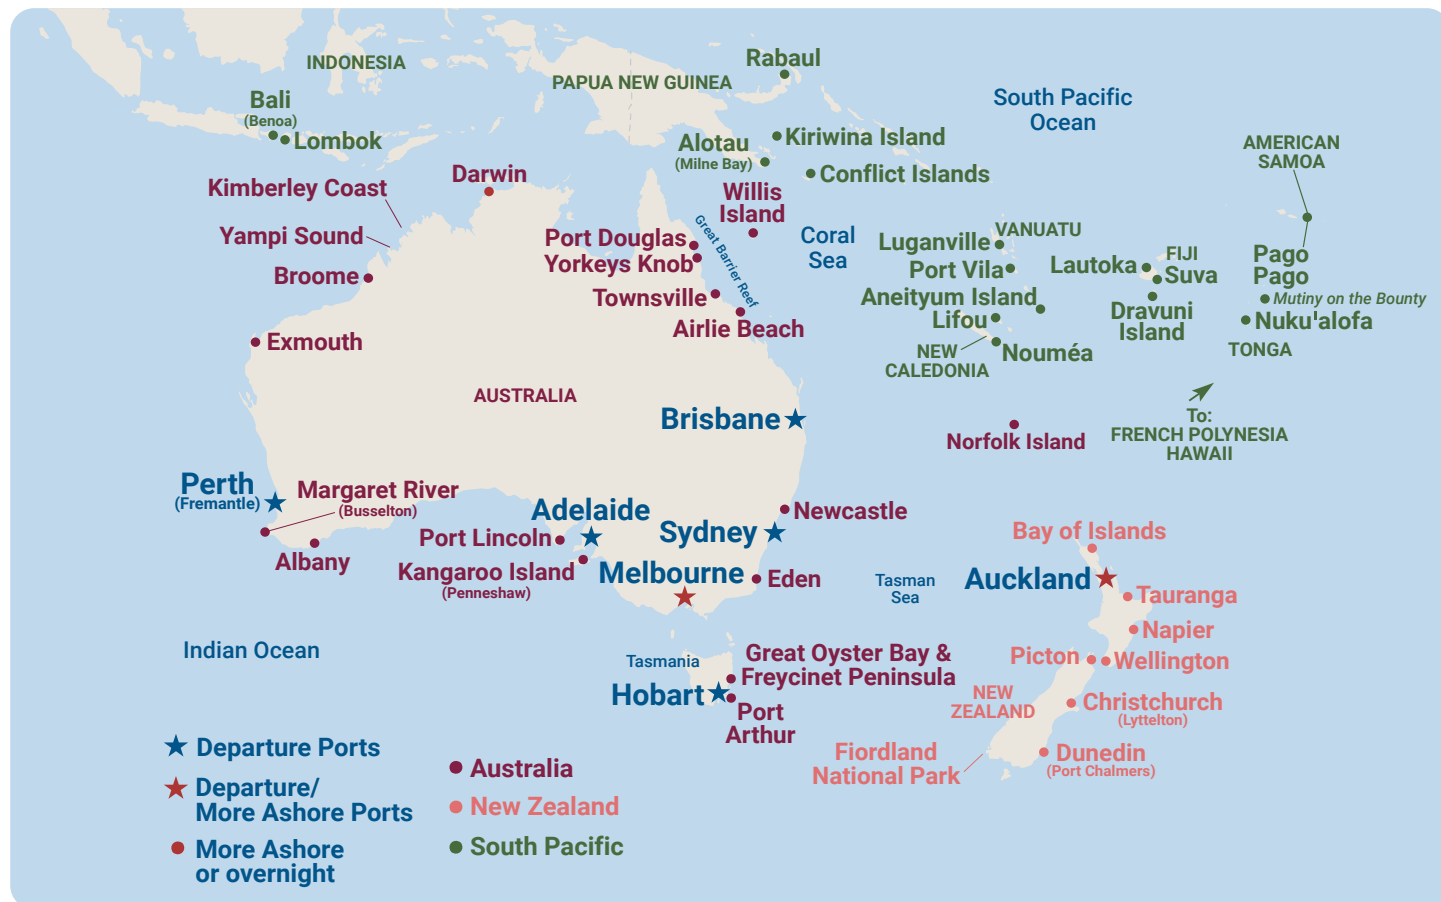 INDONESIA
PAPUA NEW GUINEA
Rabaul
South Pacific
Ocean
Bali
(Benoa)
Lombok
Alotau
(Milne Bay)
Kiriwina Island
Conflict Islands
AMERICAN
SAMOA
Kimberley Coast
Darwin
Willis
Island
Yampi Sound
Broome
Port Douglas
Yorkeys Knob
Great Barrier Reef
Townsville
Airlie Beach
Coral
Sea
Luganville
VANUATU
Port Vila
Aneityum Island
Lifou
NEW
CALEDONIA
Nouméa
Lautoka
FIJI
Suva
Dravuni
Island
Pago
Pago
Mutiny on the Bounty
Nuku'alofa
TONGA
Exmouth
AUSTRALIA
Brisbane
Norfolk Island
To:
FRENCH POLYNESIA
HAWAII
Perth
(Fremantle)
Margaret River
(Busselton)
Albany
Adelaide
Port Lincoln
Kangaroo Island
(Penneshaw)
Sydney
Newcastle
Melbourne
Eden
Tasman
Sea
Bay of Islands
Auckland
Tauranga
Napier
Picton
Wellington
NEW
ZEALAND
Christchurch
(Lyttelton)
Fiordland
National Park
Dunedin
(Port Chalmers)
Indian Ocean
Tasmania
Great Oyster Bay &
Freycinet Peninsula
Hobart
Port
Arthur
Departure Ports
Departure/
More Ashore Ports
More Ashore
or overnight
Australia
New Zealand
South Pacific